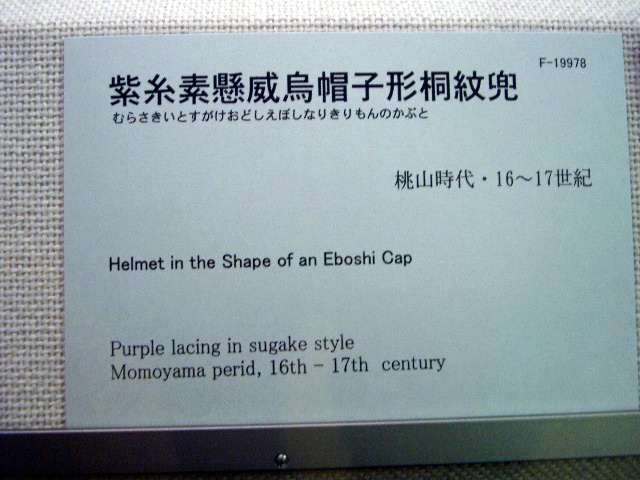 F-19978
紫糸素懸威烏帽子形桐紋兜
むらさきいとすがけおどしえぼしなりきりもんのかぶと
桃山時代・16～17世紀
Helmet in the Shape of an Eboshi Cap
Purple lacing in sugake style
Momoyama perid, 16th - 17th century